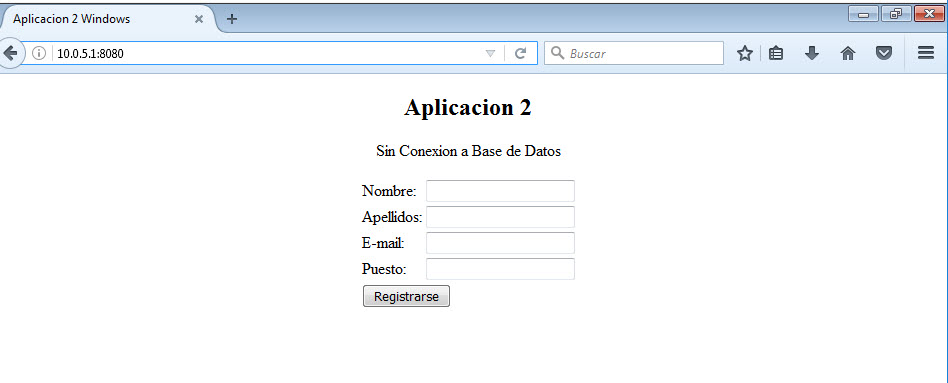 Aplicacion 2 Windows
10.0.5.1:8080
Buscar
Aplicacion 2
Sin Conexion a Base de Datos
Nombre:
Apellidos:
E-mail:
Puesto:
Registrarse